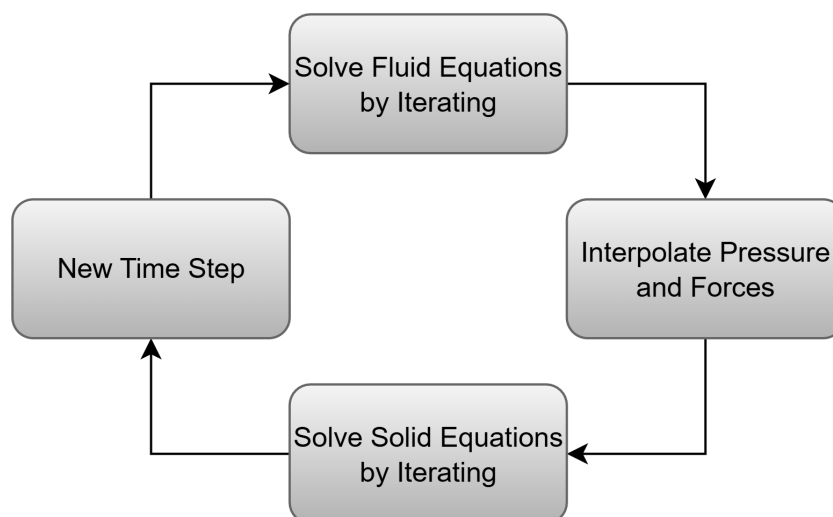 Solve Fluid Equations
by Iterating
New Time Step
Interpolate Pressure
and Forces
Solve Solid Equations
by Iterating